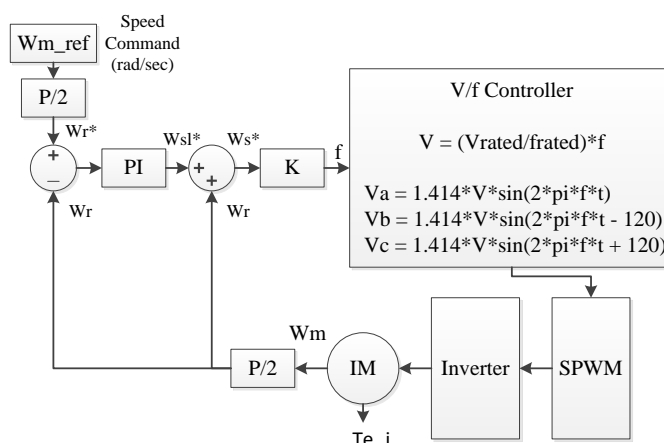 Speed
Command
(rad/sec)
Wm_ref
P/2
Wr*
Wsl*
Ws*
f
+
−
PI
+
+
K
Wr
Wr
V/f Controller
V = (Vrated/frated)*f
Va = 1.414*V*sin(2*pi*f*t)
Vb = 1.414*V*sin(2*pi*f*t - 120)
Vc = 1.414*V*sin(2*pi*f*t + 120)
Wm
P/2
IM
Inverter
SPWM
Te, i